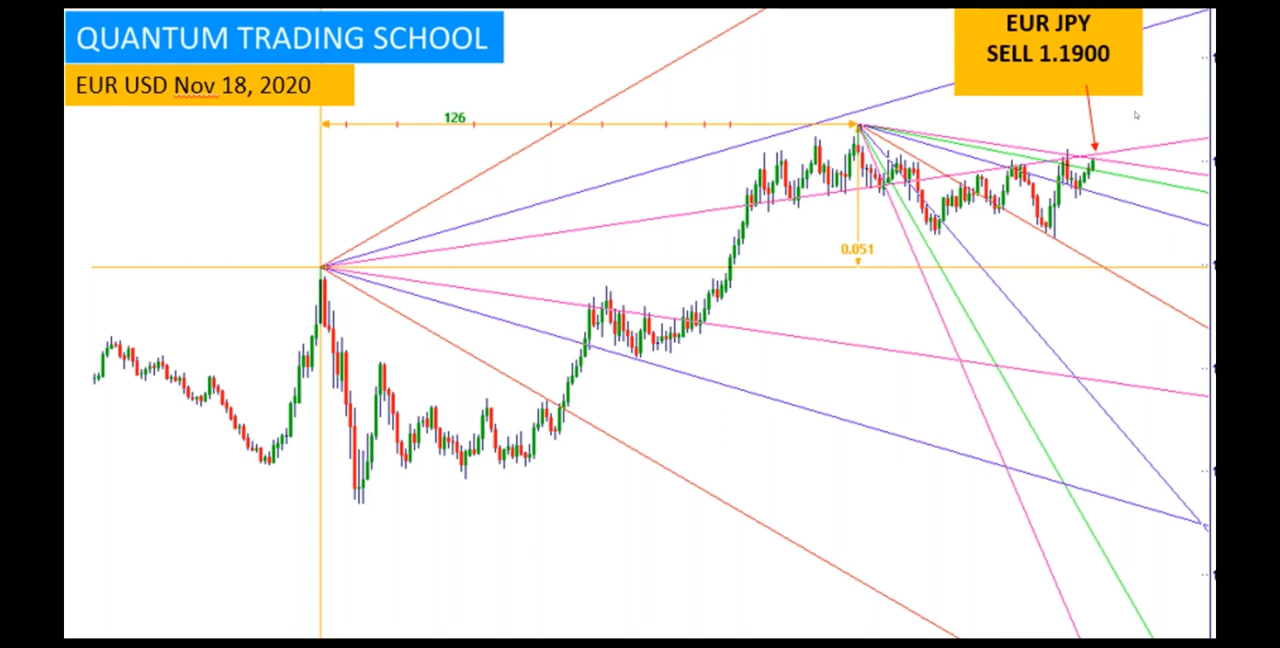 QUANTUM TRADING SCHOOL
EUR USD Nov 18, 2020
EUR JPY
SELL 1.1900
126
0.051